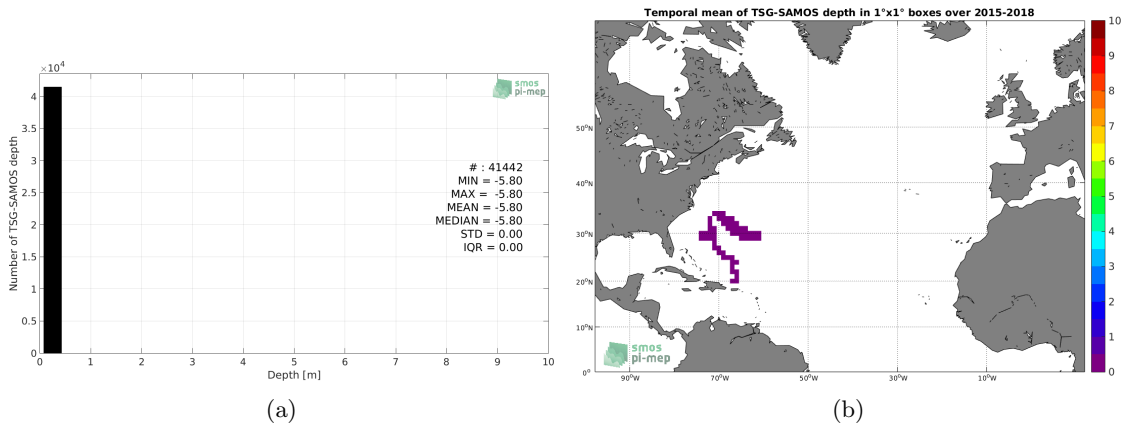 ×10⁴
4
3.5
3
2.5
2
1.5
1
0.5
0
0 1 2 3 4 5 6 7 8 9 10
Number of TSG-SAMOS depth
Depth [m]
smos
pi-mep
# : 41442
MIN = -5.80
MAX = -5.80
MEAN = -5.80
MEDIAN = -5.80
STD = 0.00
IQR = 0.00
(a)
Temporal mean of TSG-SAMOS depth in 1°x1° boxes over 2015-2018
50°N
40°N
30°N
20°N
10°N
0°
90°W 70°W 50°W 30°W 10°W
smos
pi-mep
10
9
8
7
6
5
4
3
2
1
0
(b)